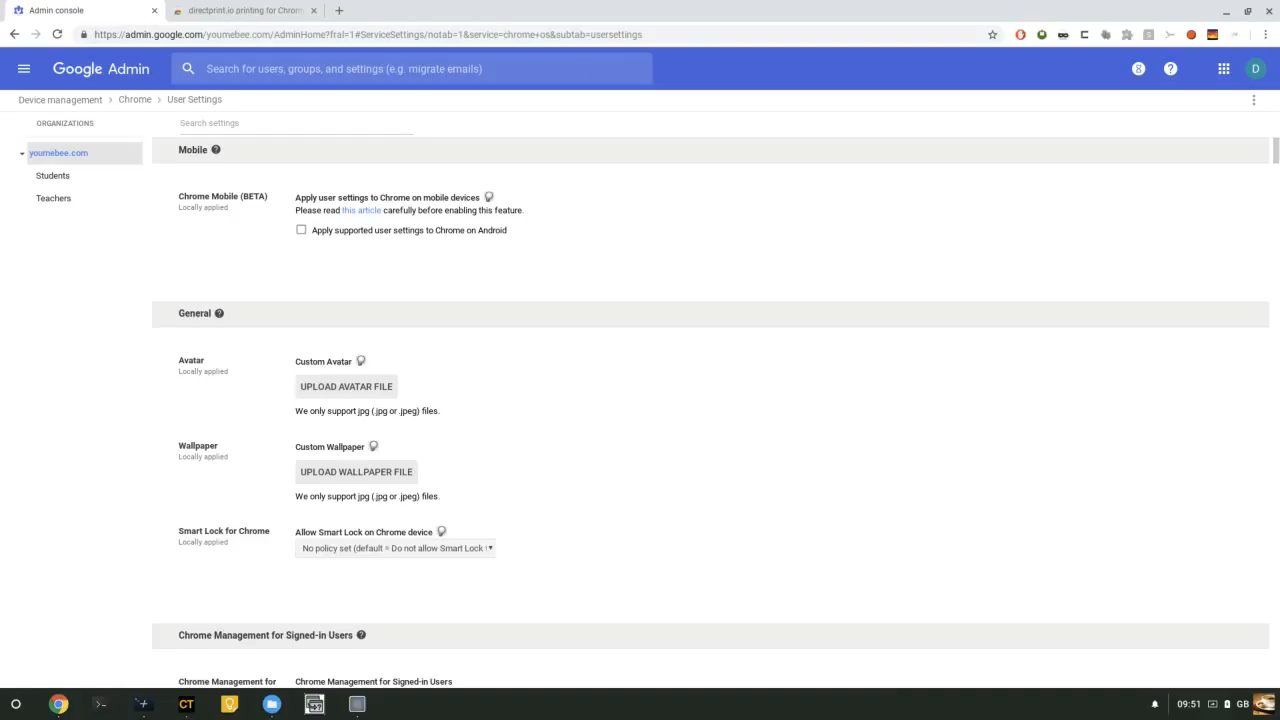 Admin console
directprint.io printing for Chrom
https://admin.google.com/youmebee.com/AdminHome?fral=1#ServiceSettings/notab=1&service=chrome+os&subtab=usersettings
Google Admin
Search for users, groups, and settings (e.g. migrate emails)
D
Device management > Chrome > User Settings
ORGANIZATIONS
Search settings
youmebee.com
Students
Teachers
Mobile
Chrome Mobile (BETA)
Locally applied
Apply user settings to Chrome on mobile devices
Please read this article carefully before enabling this feature.
Apply supported user settings to Chrome on Android
General
Avatar
Locally applied
Custom Avatar
UPLOAD AVATAR FILE
We only support jpg (.jpg or .jpeg) files.
Wallpaper
Locally applied
Custom Wallpaper
UPLOAD WALLPAPER FILE
We only support jpg (.jpg or .jpeg) files.
Smart Lock for Chrome
Locally applied
Allow Smart Lock on Chrome device
No policy set (default = Do not allow Smart Lock
Chrome Management for Signed-in Users
Chrome Management for
Chrome Management for Signed-in Users
CT
09:51
GB